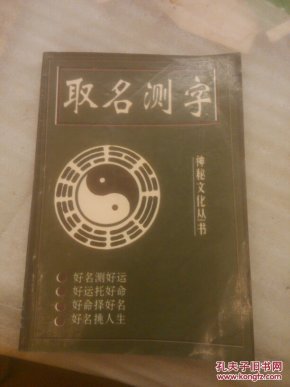 取名测字
神秘文化丛书
好名测好运
好运托好命
好命择好名
好名挑人生
孔夫子旧书网